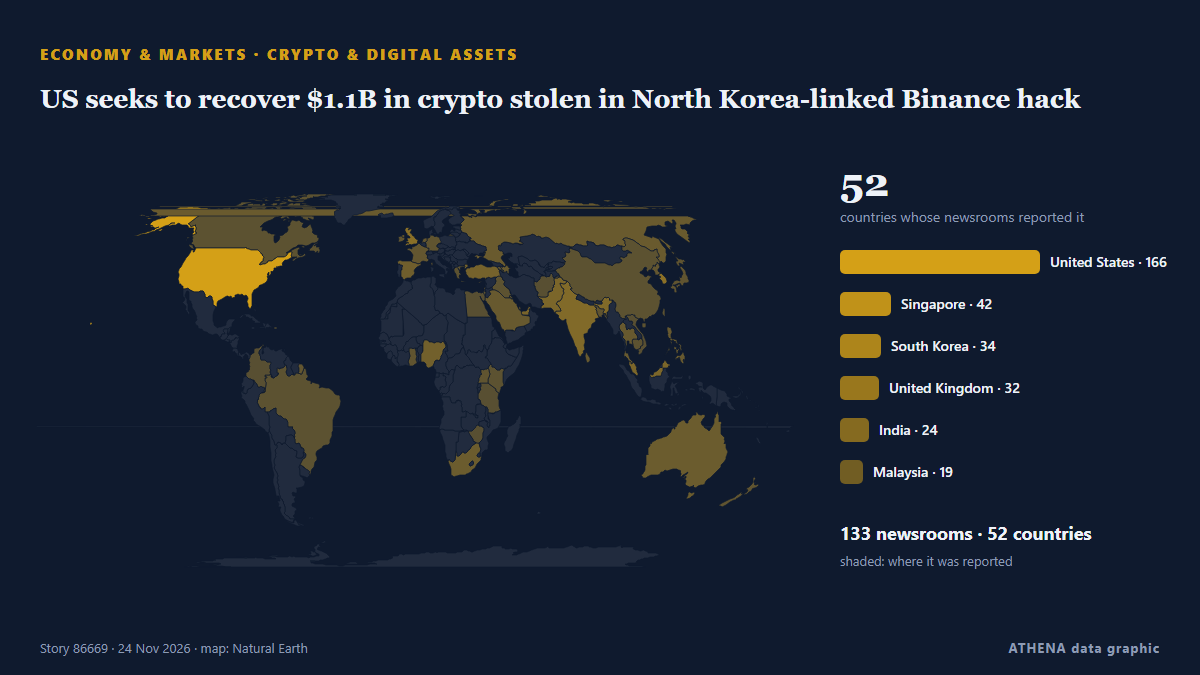 ECONOMY & MARKETS · CRYPTO & DIGITAL ASSETS
US seeks to recover $1.1B in crypto stolen in North Korea-linked Binance hack
52
countries whose newsrooms reported it
United States · 166
Singapore · 42
South Korea · 34
United Kingdom · 32
India · 24
Malaysia · 19
133 newsrooms · 52 countries
shaded: where it was reported
Story 86669 · 24 Nov 2026 · map: Natural Earth
ATHENA data graphic